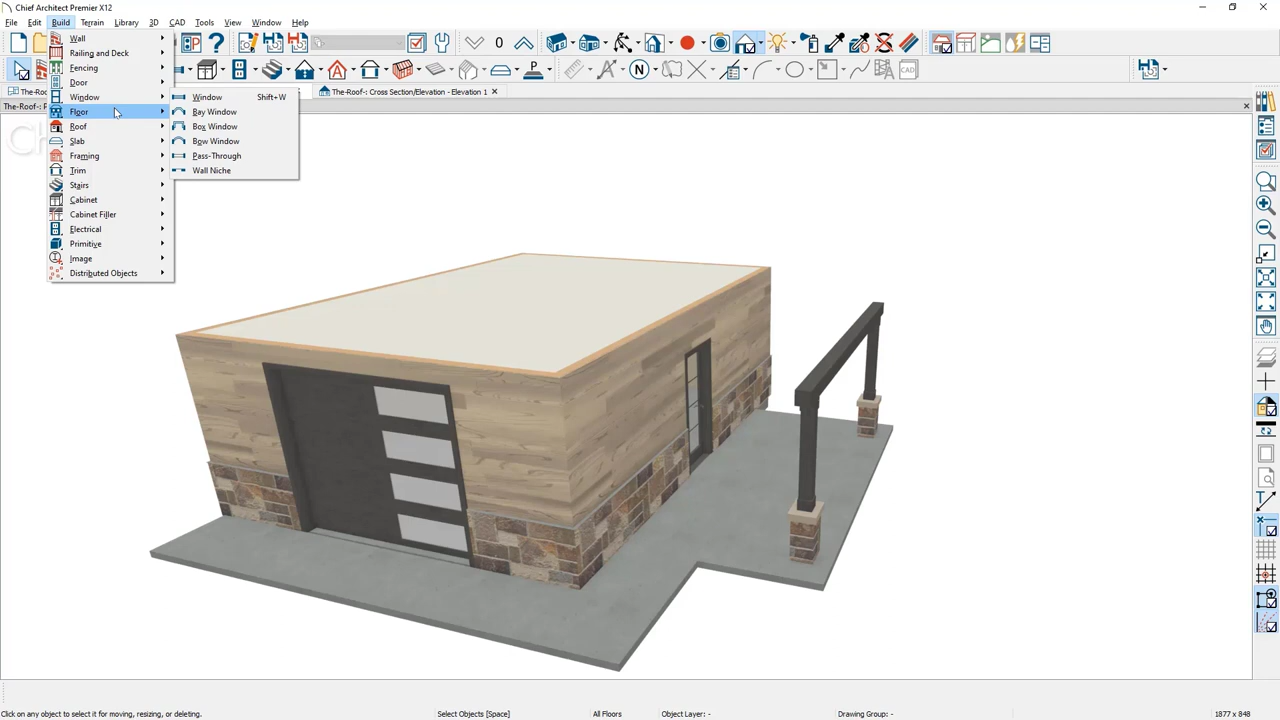 Chief Architect Premier X12
File Edit Build Terrain Library 3D CAD Tools View Window Help
Wall
Railing and Deck
Fencing
Door
Window
Floor
Roof
Slab
Framing
Trim
Stairs
Cabinet
Cabinet Filler
Electrical
Primitive
Image
Distributed Objects
Window Shift+W
Bay Window
Box Window
Bow Window
Pass-Through
Wall Niche
0
P
N
A
CAD
The-Roof-: Cross Section/Elevation - Elevation 1
Click on any object to select it for moving, resizing, or deleting. Select Objects [Space] All Floors Object Layer: - Drawing Group: - 1877 x 848